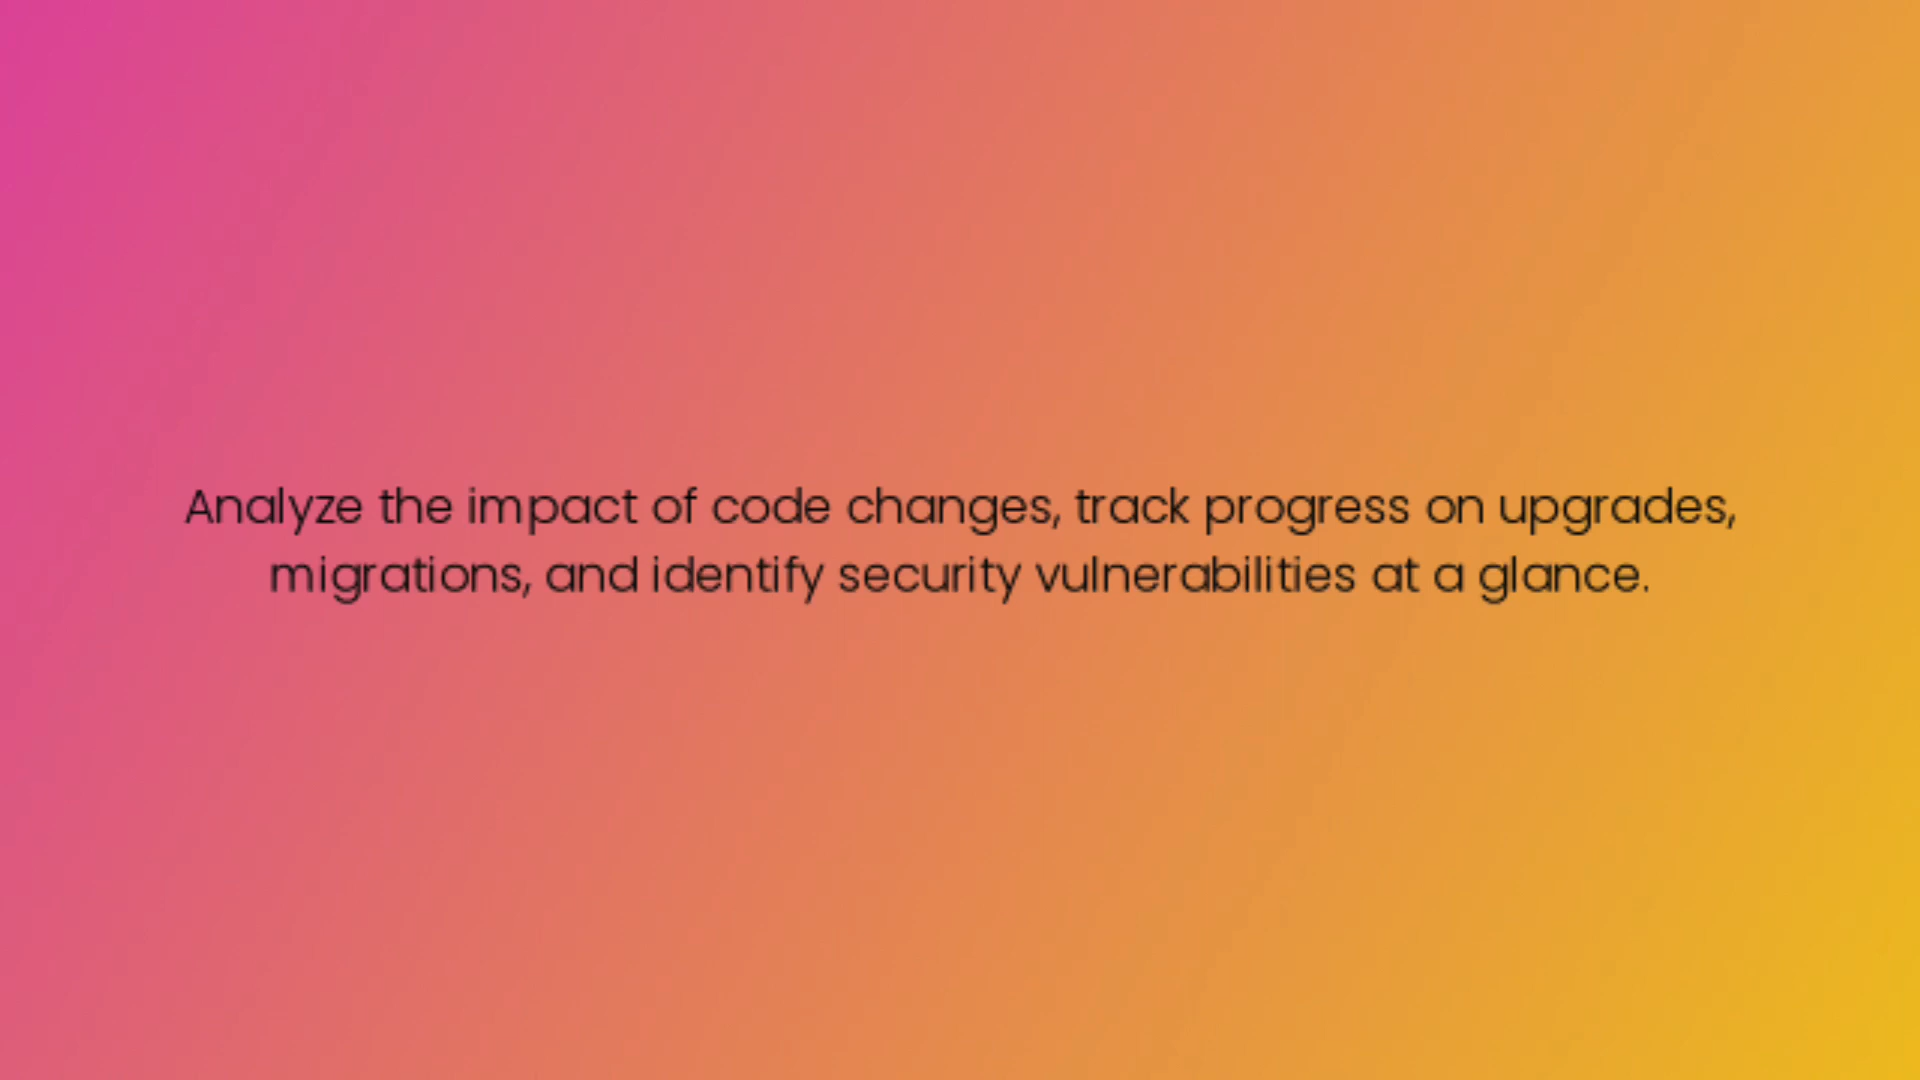 Analyze the impact of code changes, track progress on upgrades,
migrations, and identify security vulnerabilities at a glance.